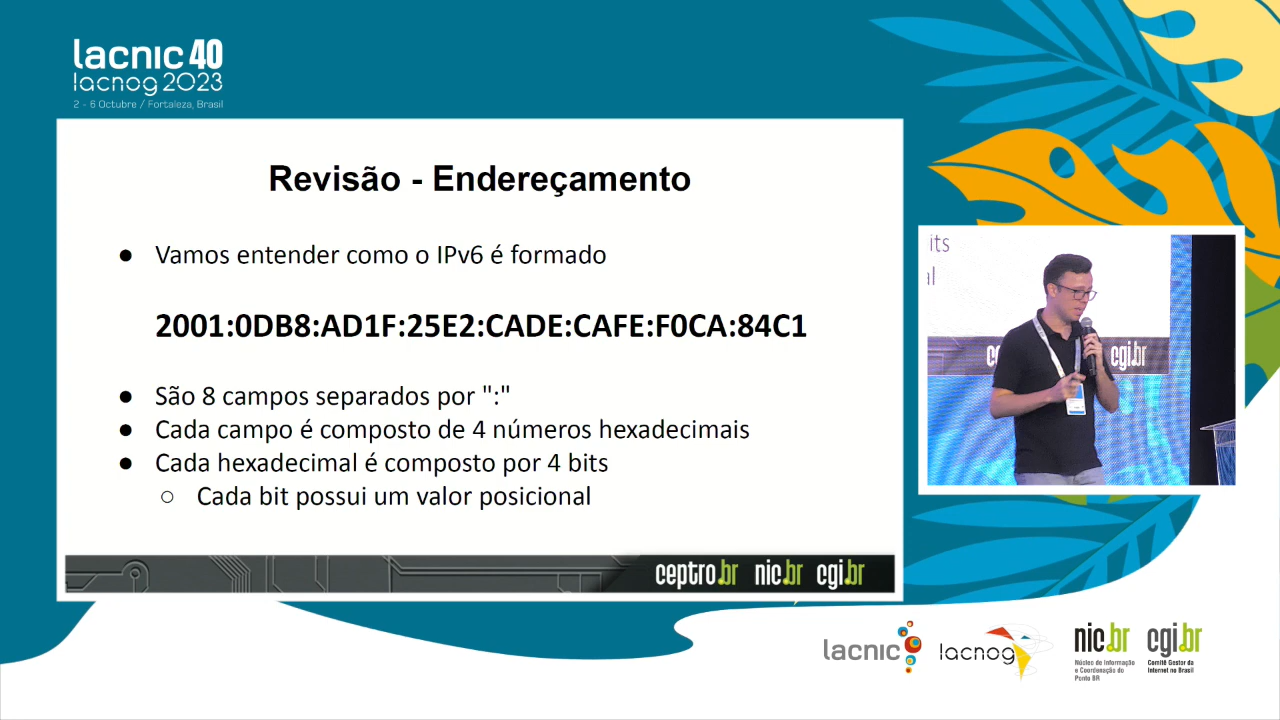 lacnic 40
lacnog 2023
2 - 6 Octubre / Fortaleza, Brasil
Revisão - Endereçamento
● Vamos entender como o IPv6 é formado
2001:0DB8:AD1F:25E2:CADE:CAFE:F0CA:84C1
● São 8 campos separados por ":"
● Cada campo é composto de 4 números hexadecimais
● Cada hexadecimal é composto por 4 bits
○ Cada bit possui um valor posicional
ceptro.br nic.br cgi.br
its
al
cgi.br
lacnic
lacnog
nic.br
Núcleo de Informação
e Coordenação do
Ponto BR
cgi.br
Comitê Gestor da
Internet no Brasil